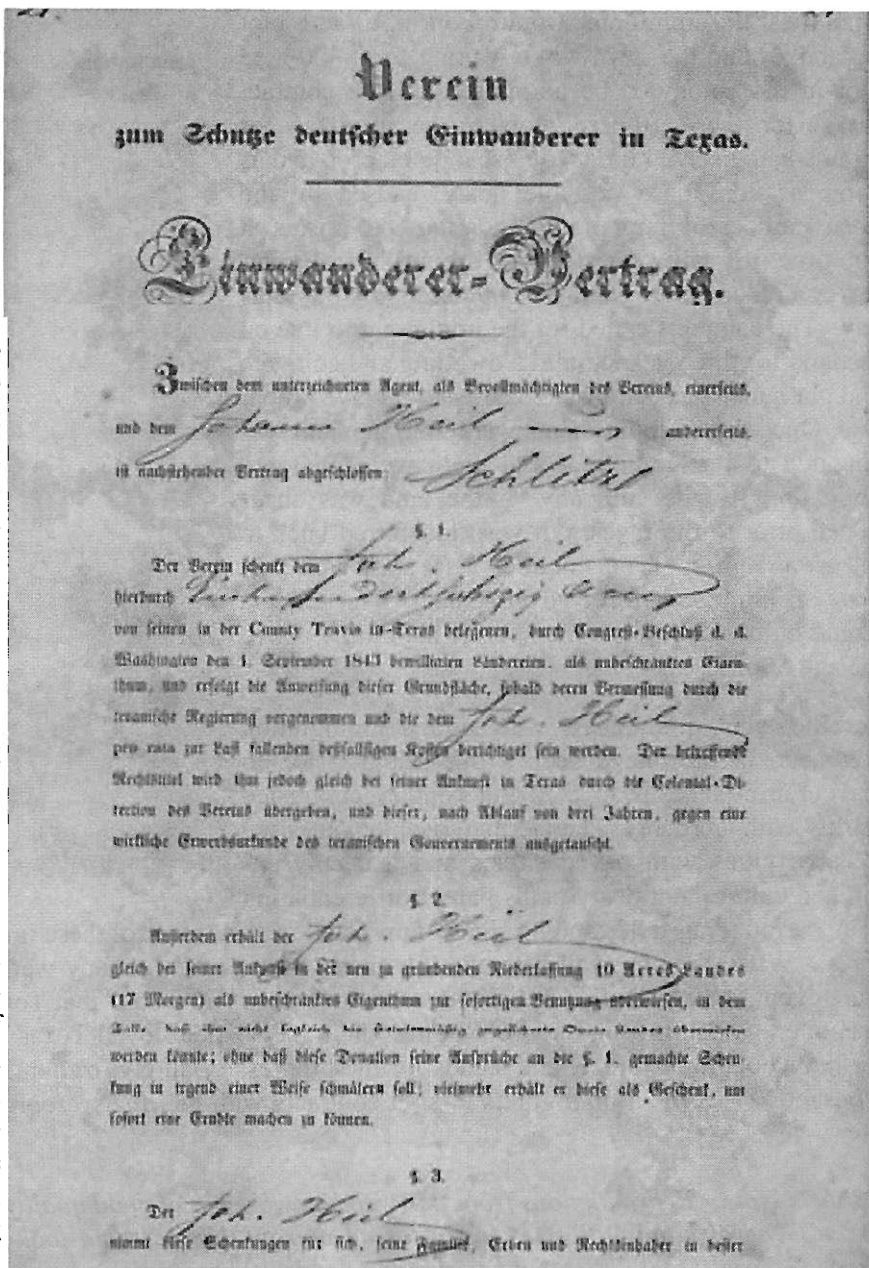 Verein
zum Schutze deutscher Einwanderer in Texas.
Einwanderer-Vertrag.
Zwischen dem unterzeichneten Agent, als Bevollmächtigten des Vereins, einerseits,
und dem Johann Heil andererseits,
ist nachstehender Vertrag abgeschlossen: Schlitz
§. 1.
Der Verein schenkt dem Joh. Heil
hierdurch
von seinen in der County Travis in Texas belegenen, durch Congreß-Beschluß d. d.
Washington den 1. September 1843 bewilligten Ländereien, als unbeschränktes Eigen-
thum, und erfolgt die Anweisung dieser Grundfläche, sobald deren Vermessung durch die
texanische Regierung vorgenommen und die dem Joh. Heil
pro rata zur Last fallenden desfallsigen Kosten berichtiget sein werden. Der betreffende
Rechtstitel wird ihm jedoch gleich bei seiner Ankunft in Texas durch die Colonial-Di-
rection des Vereins übergeben, und dieser, nach Ablauf von drei Jahren, gegen eine
wirkliche Erwerbsurkunde des texanischen Gouvernements ausgetauscht.
§. 2.
Außerdem erhält der Joh. Heil
gleich bei seiner Ankunft in der neu zu gründenden Niederlassung 10 Acres Landes
(17 Morgen) als unbeschränktes Eigenthum zur sofortigen Benutzung überwiesen, in dem
Falle, daß ihm nicht sogleich die Landes überwiesen
werden könnte; ohne daß diese Donation seine Ansprüche an die §. 1. gemachte Schen-
kung in irgend einer Weise schmälern soll; vielmehr erhält er diese als Geschenk, um
sofort eine Erndte machen zu können.
§. 3.
Der Joh. Heil
nimmt diese Schenkungen für sich, seine Familie, Erben und Rechtsinhaber in bester